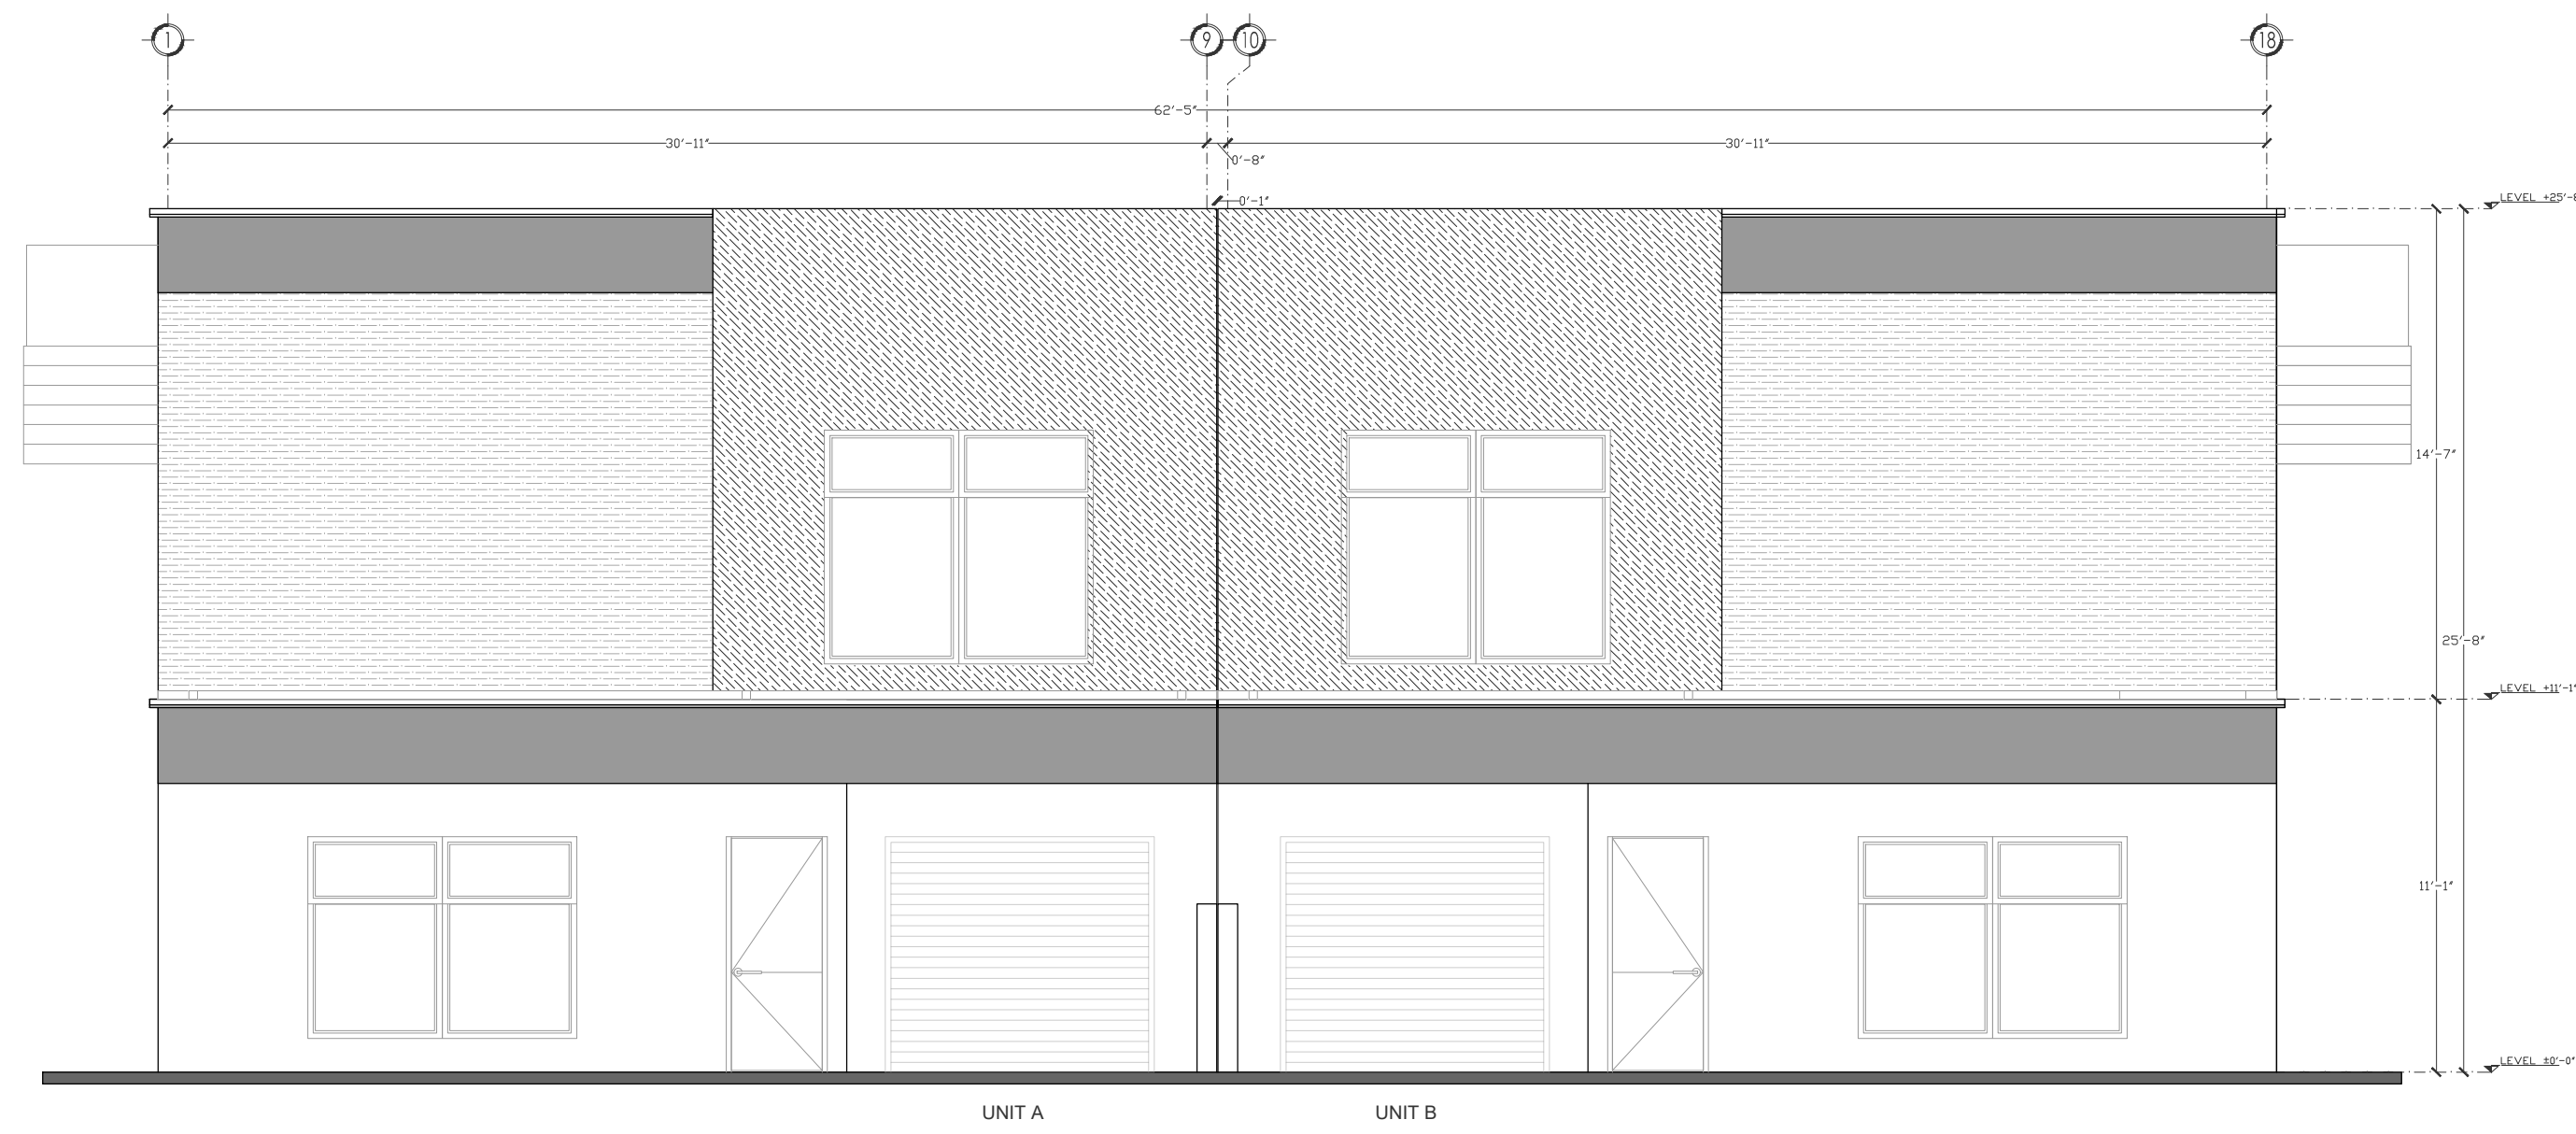 1
9
10
18
62'-5"
30'-11"
30'-11"
0'-8"
0'-1"
LEVEL +25'-8
14'-7"
25'-8"
LEVEL +11'-1"
11'-1"
LEVEL ±0'-0"
UNIT A
UNIT B